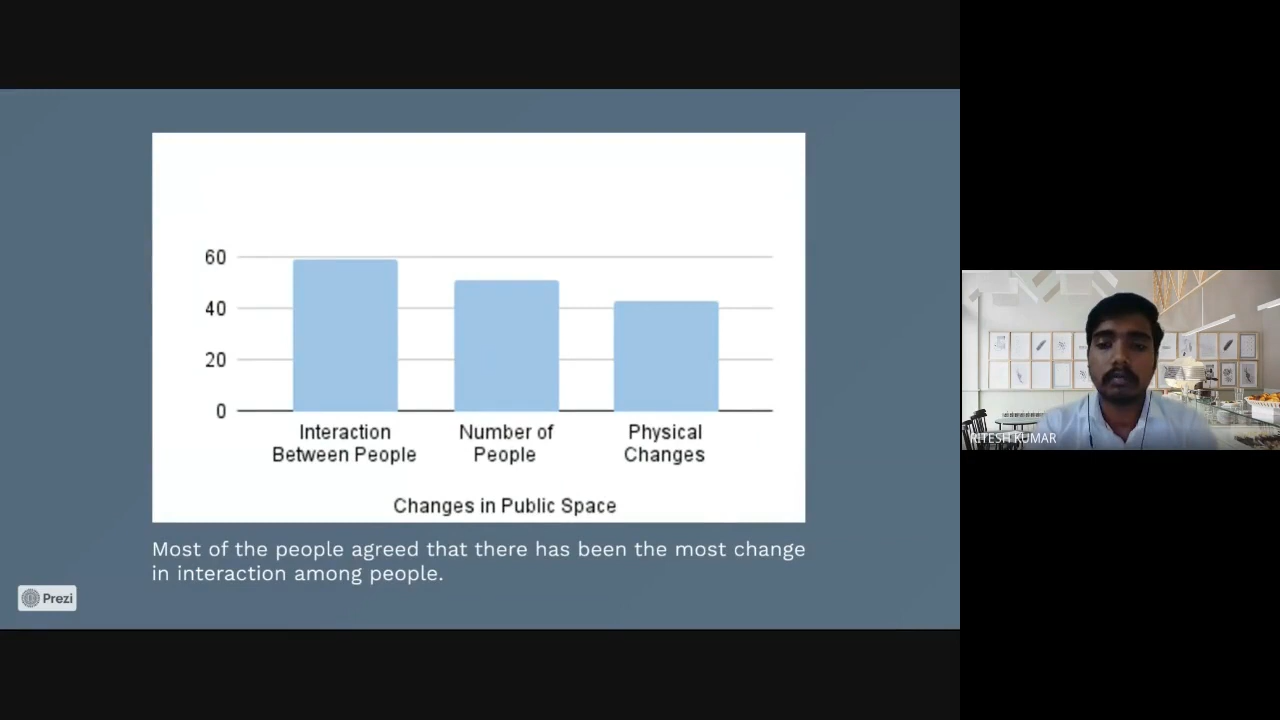 60
40
20
0
Interaction
Between People
Number of
People
Physical
Changes
Changes in Public Space
Most of the people agreed that there has been the most change
in interaction among people.
Prezi
RITESH KUMAR